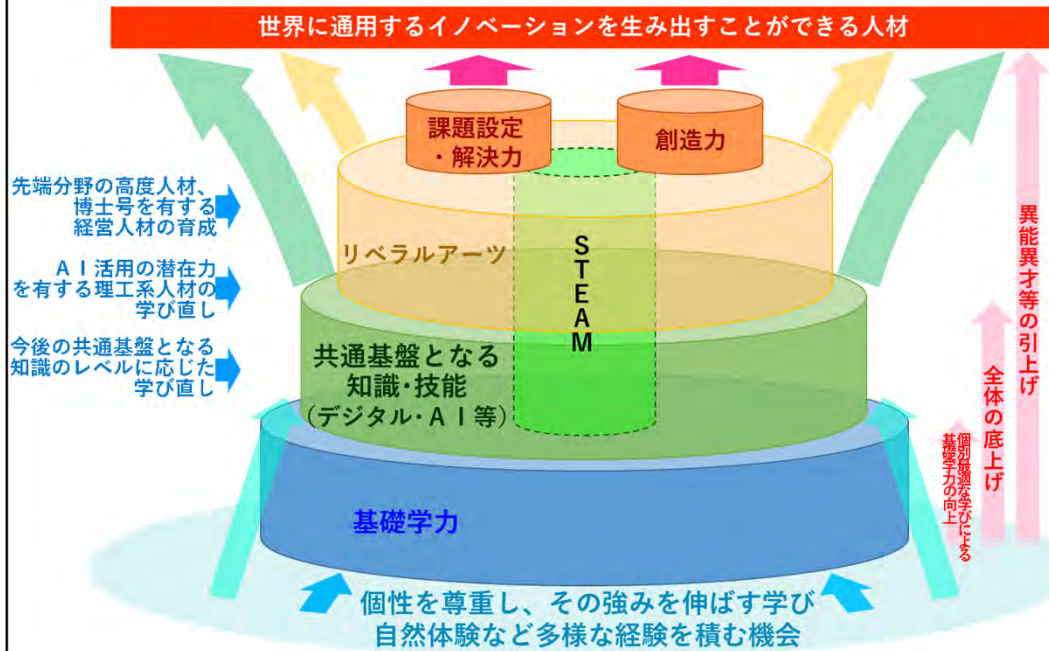 世界に通用するイノベーションを生み出すことができる人材
課題設定
・解決力
創造力
先端分野の高度人材、
博士号を有する
経営人材の育成
リベラルアーツ
STEAM
ＡＩ活用の潜在力
を有する理工系人材の
学び直し
今後の共通基盤となる
知識のレベルに応じた
学び直し
共通基盤となる
知識・技能
（デジタル・ＡＩ等）
基礎学力
個別最適な学びによる
基礎学力の向上
全体の底上げ
異能異才等の引上げ
個性を尊重し、その強みを伸ばす学び
自然体験など多様な経験を積む機会